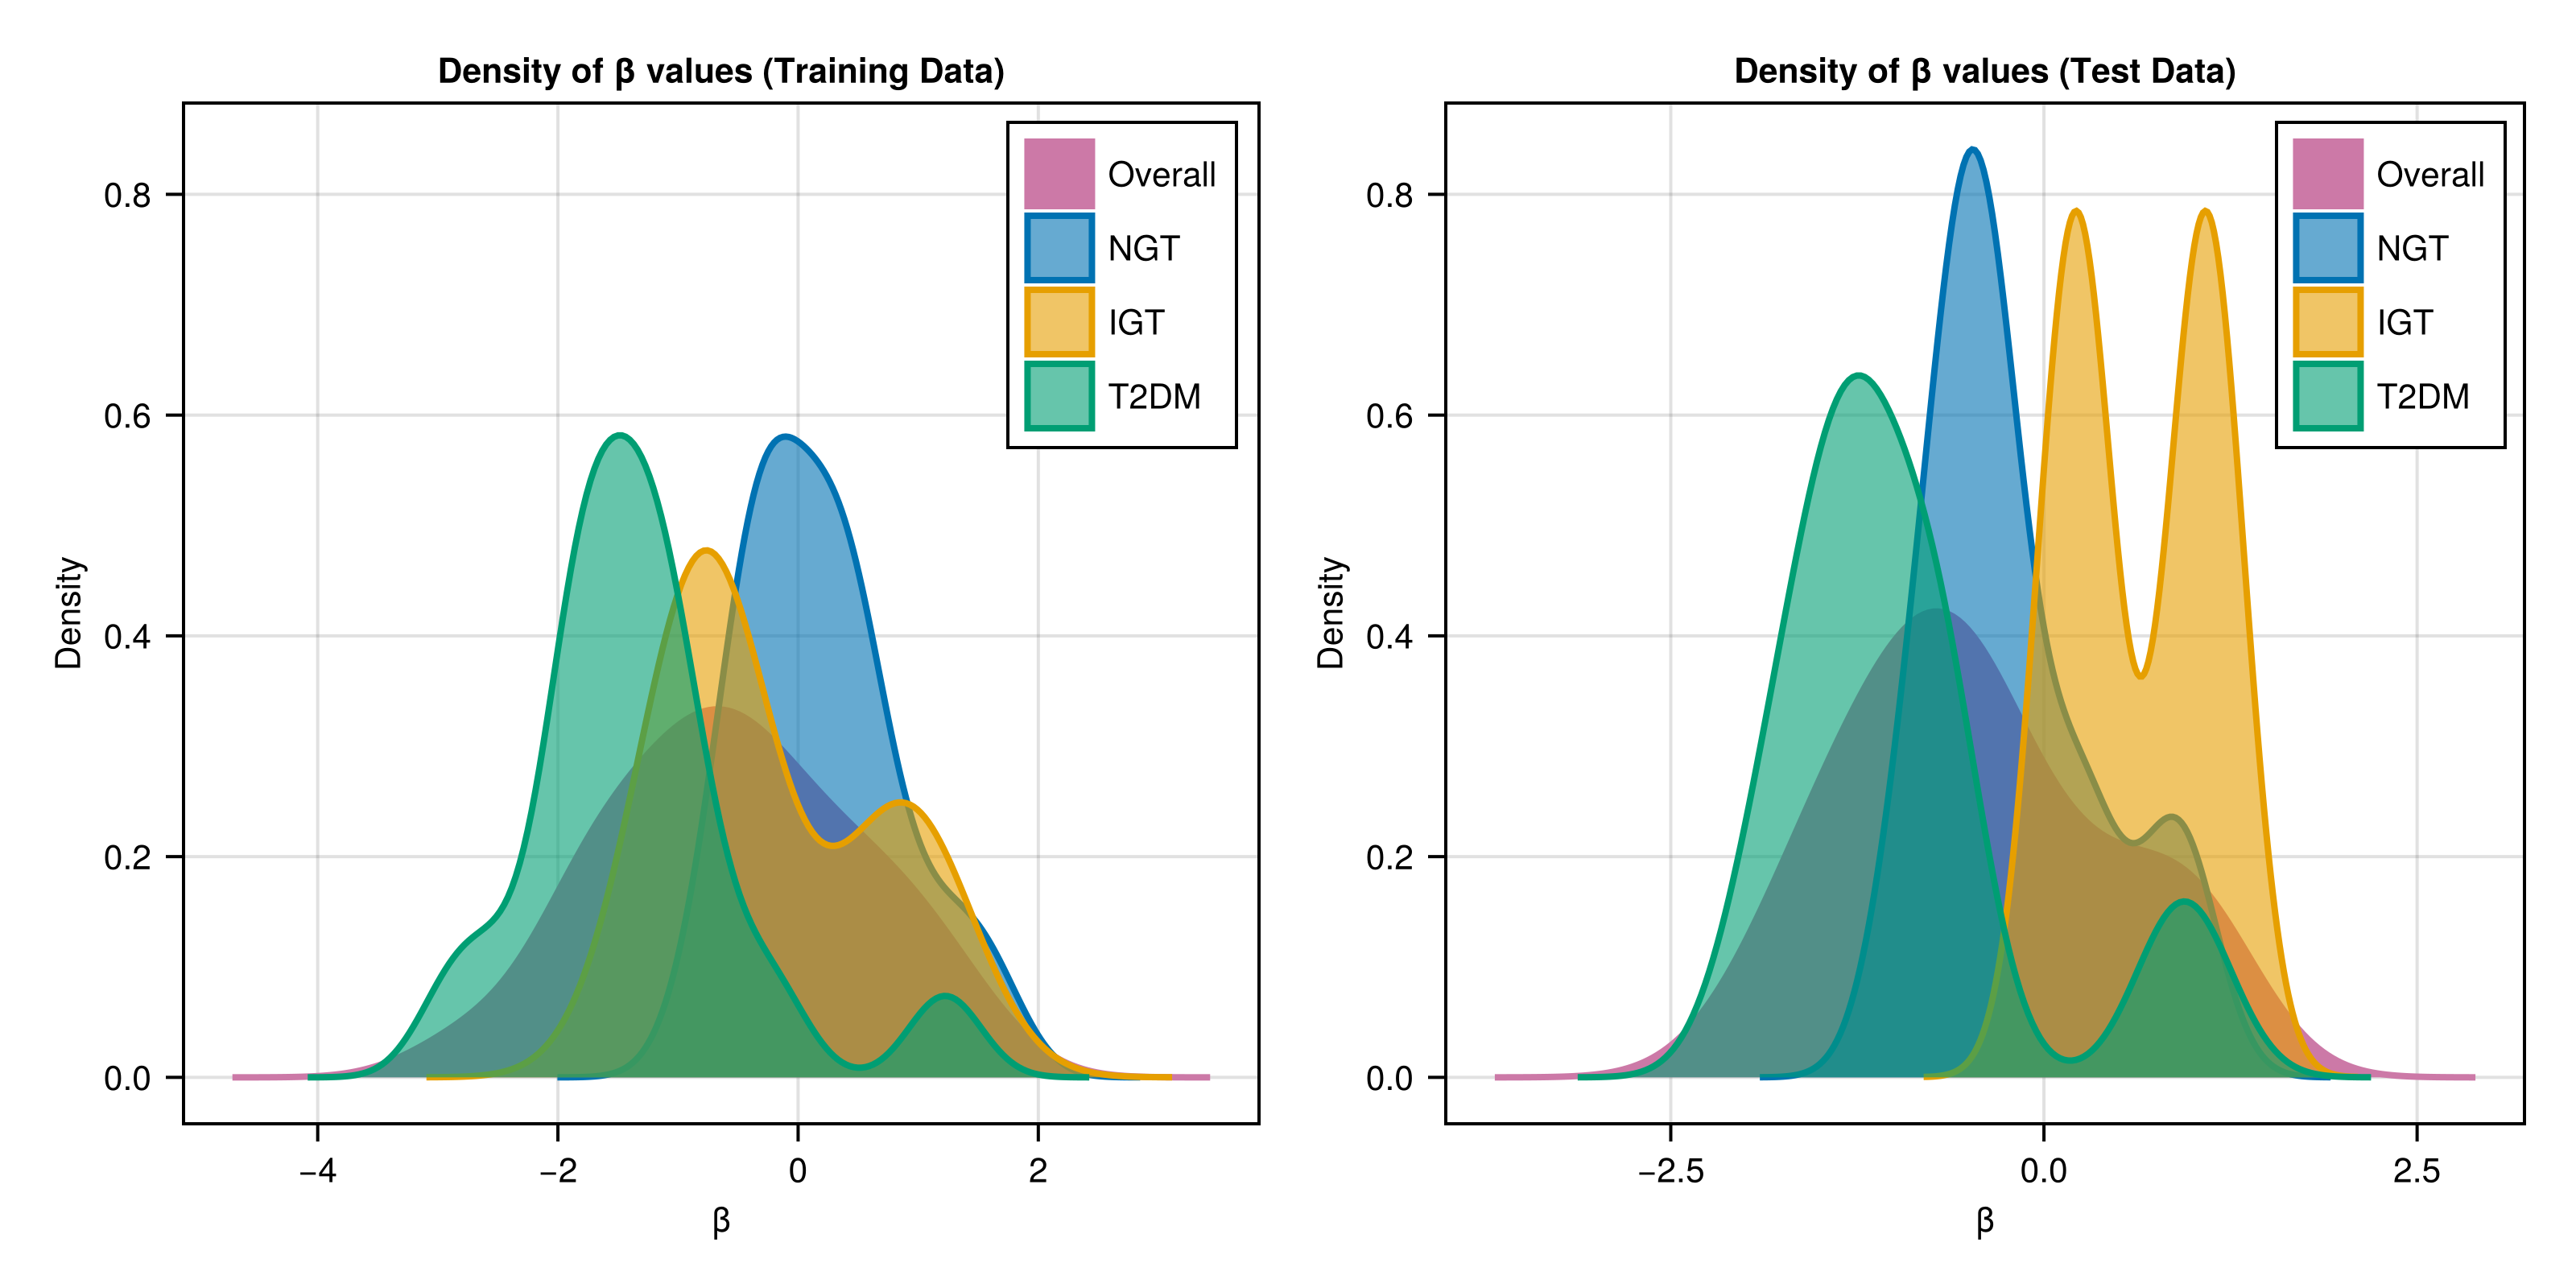 Density of β values (Training Data)
Overall
NGT
IGT
T2DM
0.8
0.6
0.4
0.2
0.0
Density
−4
−2
0
2
β
Density of β values (Test Data)
Overall
NGT
IGT
T2DM
0.8
0.6
0.4
0.2
0.0
Density
−2.5
0.0
2.5
β